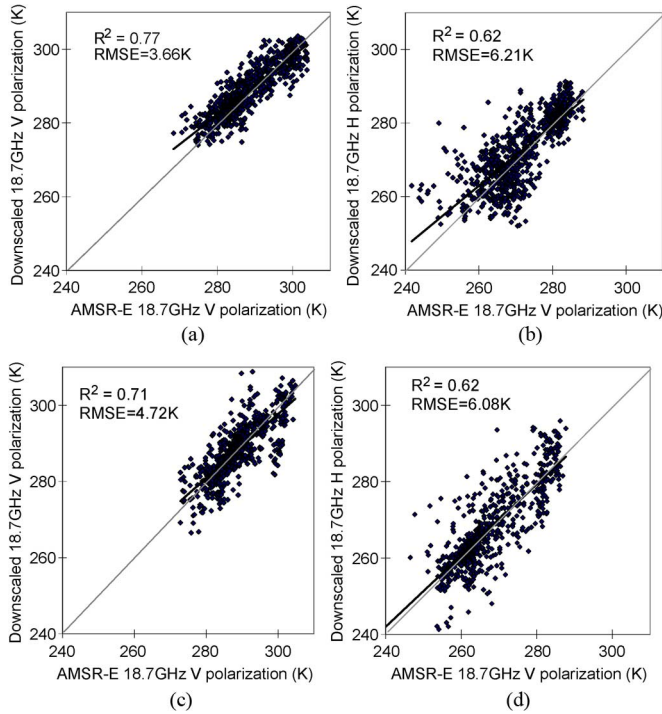 Downscaled 18.7GHz V polarization (K)
300
280
260
240
R² = 0.77
RMSE=3.66K
240 260 280 300
AMSR-E 18.7GHz V polarization (K)
(a)
Downscaled 18.7GHz H polarization (K)
300
280
260
240
R² = 0.62
RMSE=6.21K
240 260 280 300
AMSR-E 18.7GHz V polarization (K)
(b)
Downscaled 18.7GHz V polarization (K)
300
280
260
240
R² = 0.71
RMSE=4.72K
240 260 280 300
AMSR-E 18.7GHz V polarization (K)
(c)
Downscaled 18.7GHz H polarization (K)
300
280
260
240
R² = 0.62
RMSE=6.08K
240 260 280 300
AMSR-E 18.7GHz V polarization (K)
(d)